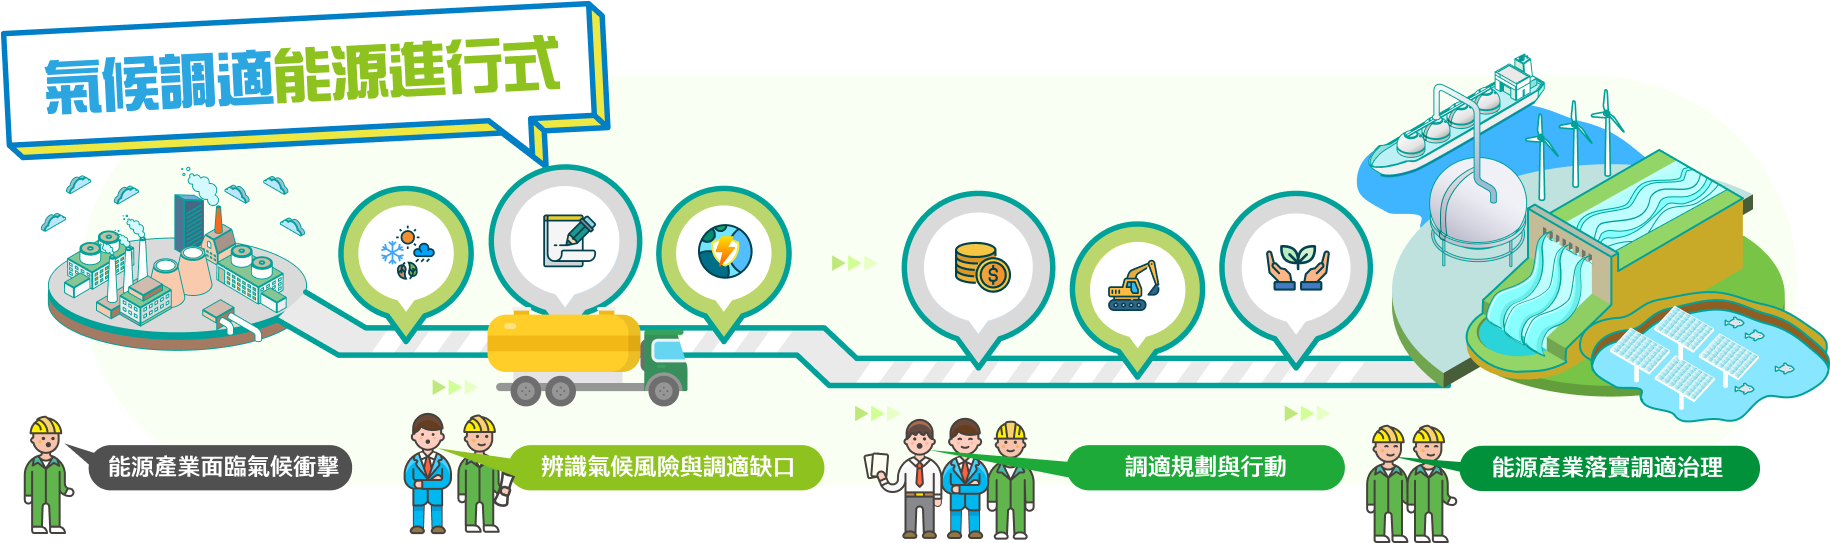 氣候調適能源進行式
能源產業面臨氣候衝擊
辨識氣候風險與調適缺口
調適規劃與行動
能源產業落實調適治理